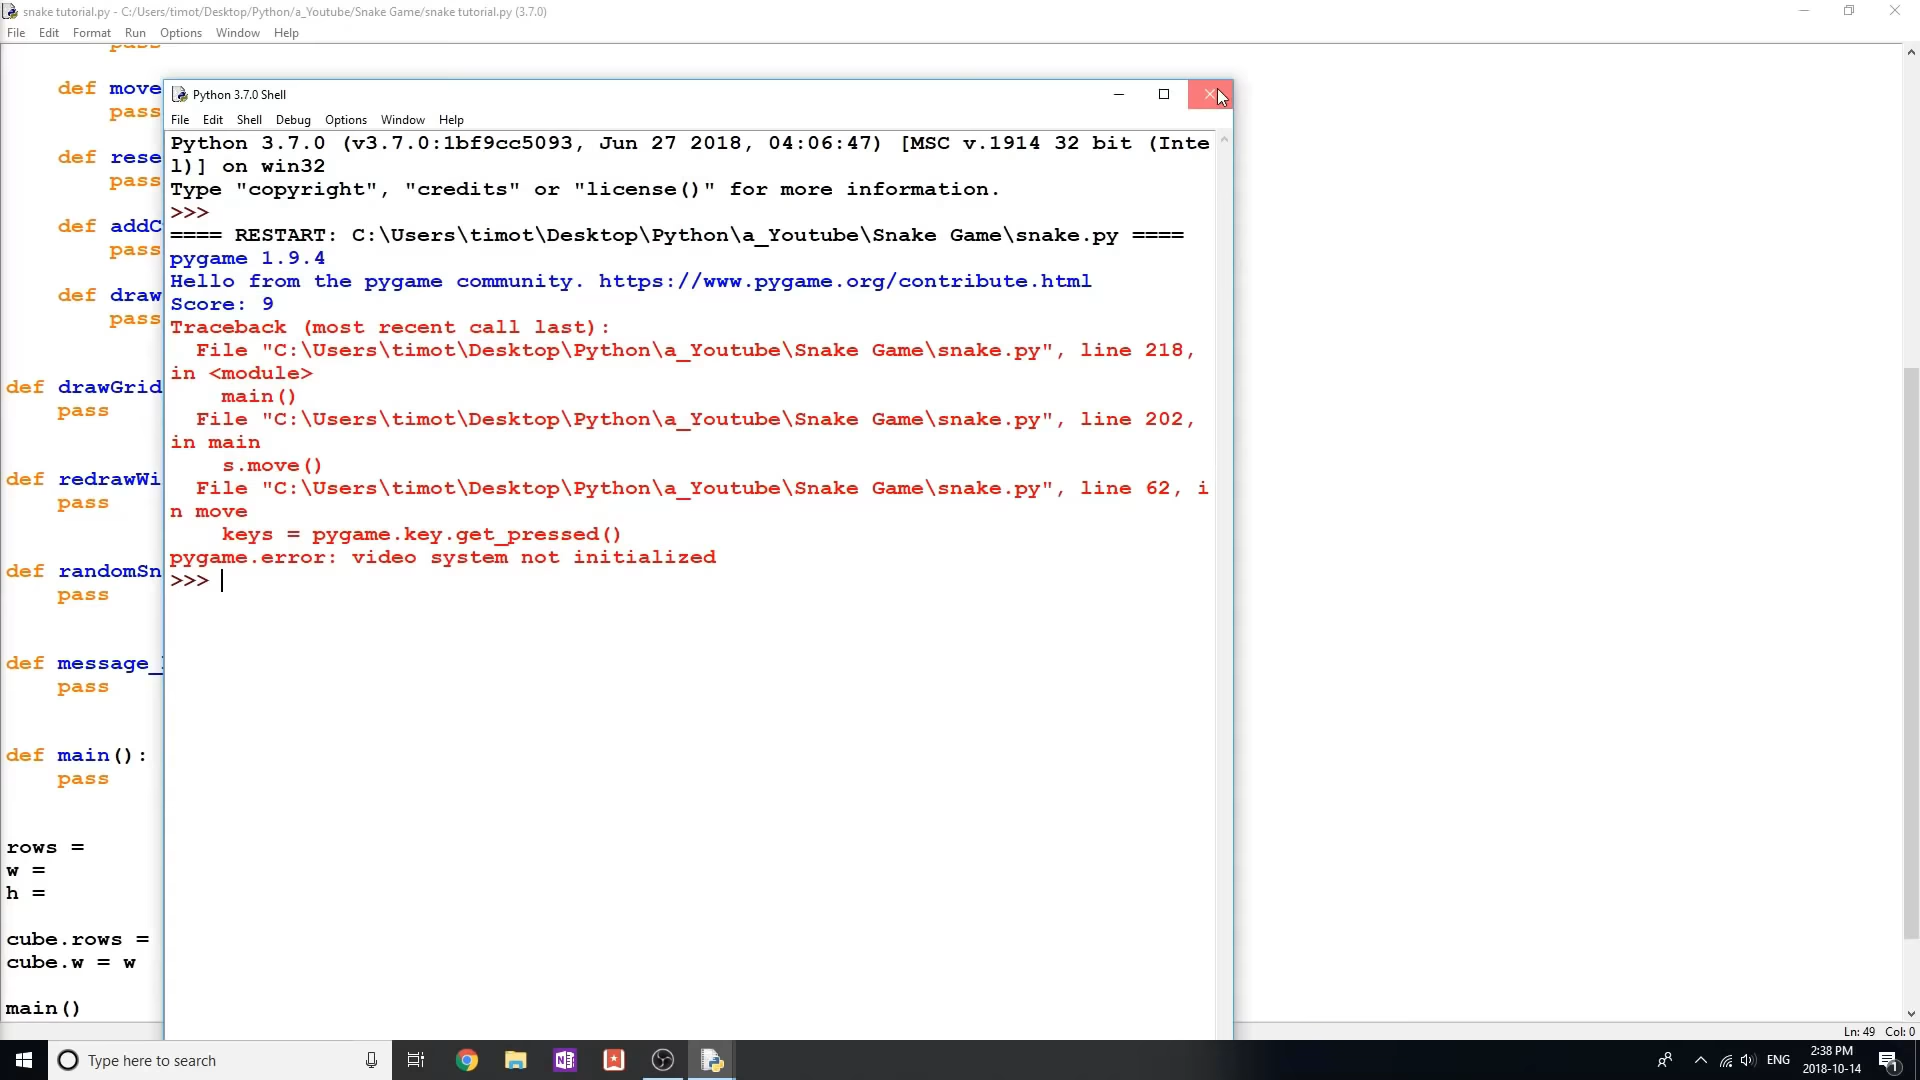 snake tutorial.py - C:/Users/timot/Desktop/Python/a_Youtube/Snake Game/snake tutorial.py (3.7.0)
File Edit Format Run Options Window Help
pass
def move
pass
def rese
pass
def addC
pass
def draw
pass
def drawGrid
pass
def redrawWi
pass
def randomSn
pass
def message_
pass
def main():
pass
rows =
w =
h =
cube.rows =
cube.w = w
main()
Python 3.7.0 Shell
File Edit Shell Debug Options Window Help
Python 3.7.0 (v3.7.0:1bf9cc5093, Jun 27 2018, 04:06:47) [MSC v.1914 32 bit (Inte
l)] on win32
Type "copyright", "credits" or "license()" for more information.
>>>
==== RESTART: C:\Users\timot\Desktop\Python\a_Youtube\Snake Game\snake.py ====
pygame 1.9.4
Hello from the pygame community. https://www.pygame.org/contribute.html
Score: 9
Traceback (most recent call last):
File "C:\Users\timot\Desktop\Python\a_Youtube\Snake Game\snake.py", line 218,
in <module>
main()
File "C:\Users\timot\Desktop\Python\a_Youtube\Snake Game\snake.py", line 202,
in main
s.move()
File "C:\Users\timot\Desktop\Python\a_Youtube\Snake Game\snake.py", line 62, i
n move
keys = pygame.key.get_pressed()
pygame.error: video system not initialized
>>>
Ln: 49 Col: 0
Type here to search
ENG
2:38 PM
2018-10-14
1